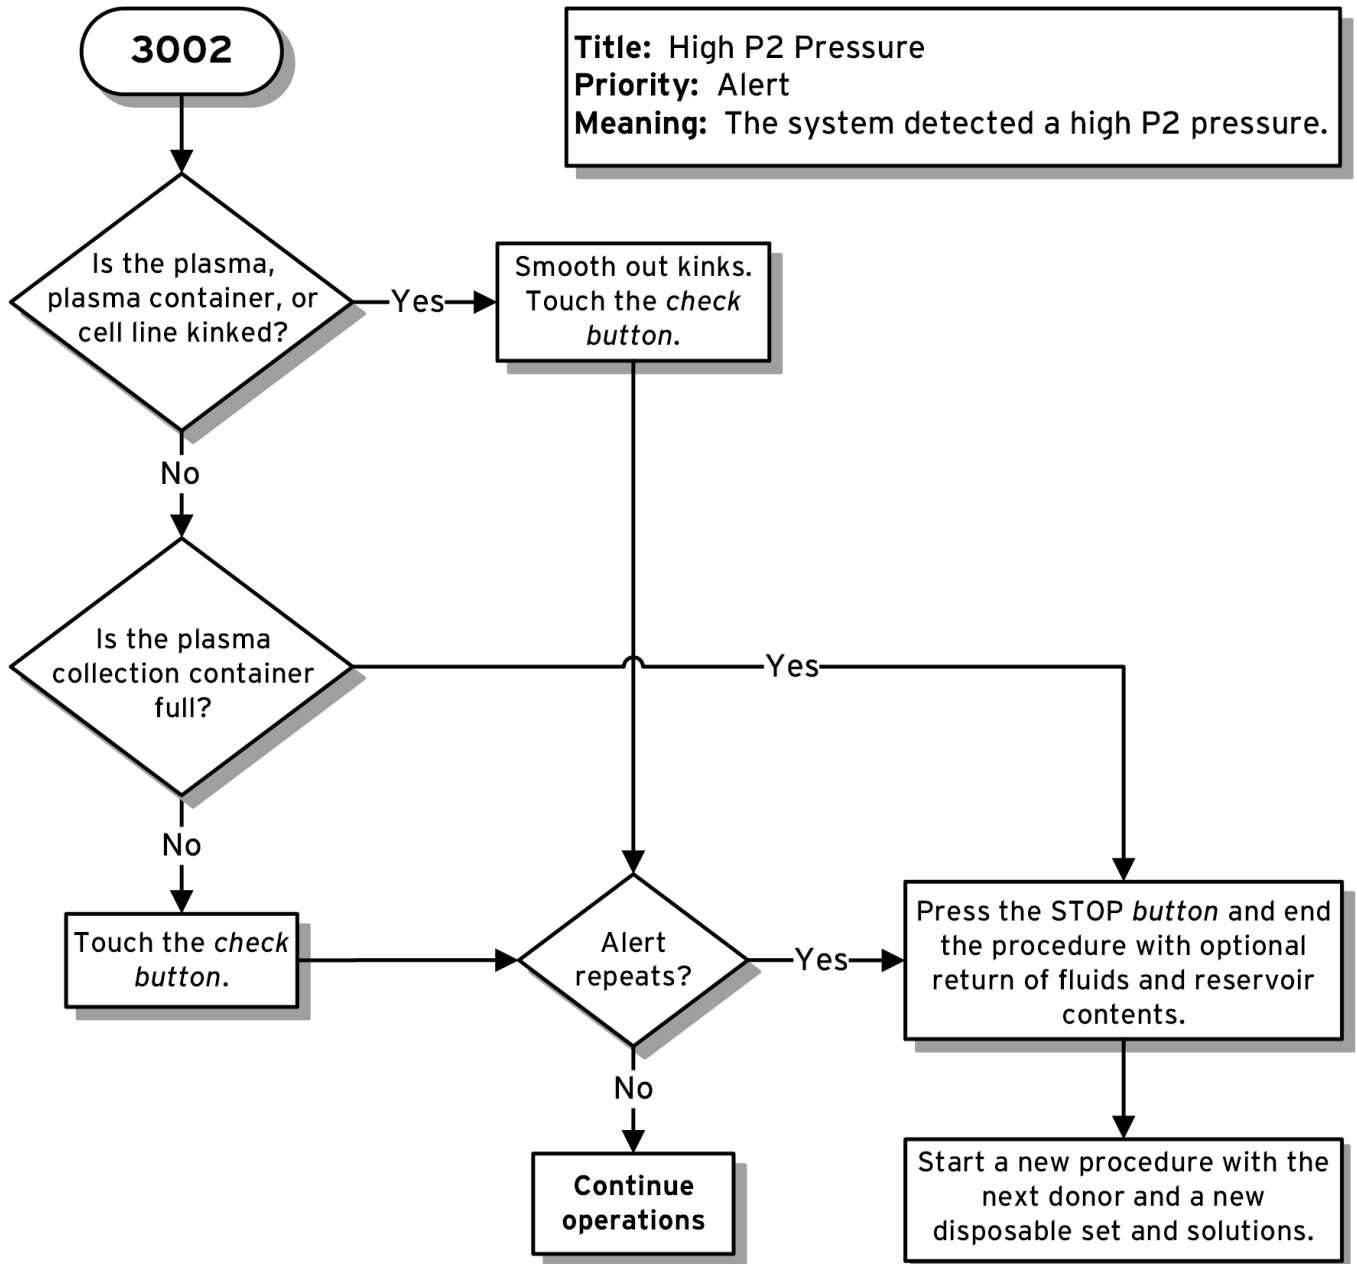 3002
Title: High P2 Pressure
Priority: Alert
Meaning: The system detected a high P2 pressure.
Is the plasma,
plasma container, or
cell line kinked?
Yes
Smooth out kinks.
Touch the check
button.
No
Is the plasma
collection container
full?
Yes
No
Touch the check
button.
Alert
repeats?
Yes
Press the STOP button and end
the procedure with optional
return of fluids and reservoir
contents.
No
Continue
operations
Start a new procedure with the
next donor and a new
disposable set and solutions.